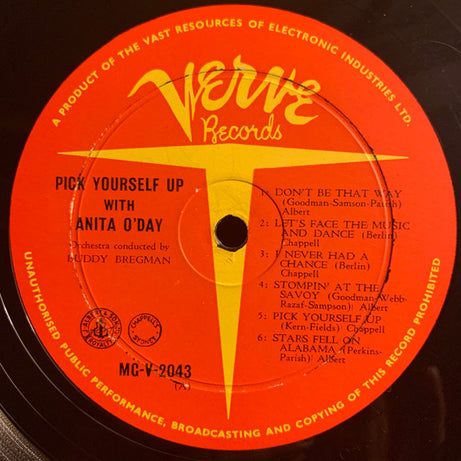 A PRODUCT OF THE VAST RESOURCES OF ELECTRONIC INDUSTRIES LTD.
Verve
Records
PICK YOURSELF UP
WITH
ANITA O'DAY
Orchestra conducted by
BUDDY BREGMAN
1: DON'T BE THAT WAY
(Goodman-Samson-Parish)
Albert
2: LET'S FACE THE MUSIC
AND DANCE (Berlin)
Chappell
3: I NEVER HAD A
CHANCE (Berlin)
Chappell
4: STOMPIN' AT THE
SAVOY (Goodman-Webb-
Razaf-Sampson): Albert
5: PICK YOURSELF UP
(Kern-Fields) Chappell
6: STARS FELL ON
ALABAMA (Perkins-
Parish): Albert
ALBERT & SON
ROYALTY
CHAPPELL'S
MG-V-2043
UNAUTHORISED PUBLIC PERFORMANCE, BROADCASTING AND COPYING OF THIS RECORD PROHIBITED